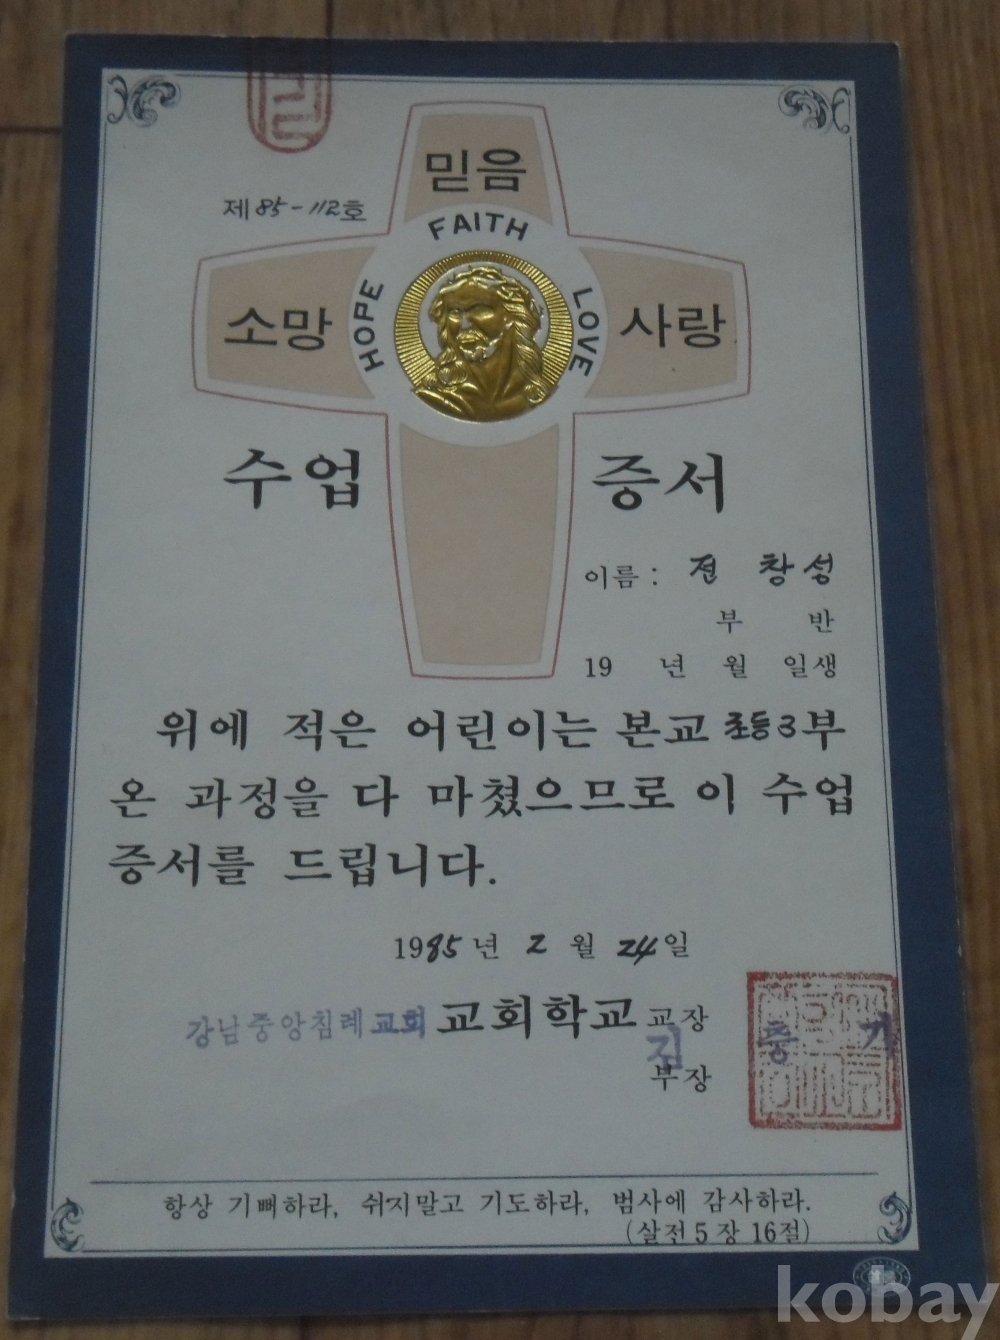 믿음
제 85-112호
FAITH
HOPE
LOVE
소망
사랑
수업 증서
이름 : 전 창성
부 반
19 년 월 일생
위에 적은 어린이는 본교 초등3부
온 과정을 다 마쳤으므로 이 수업
증서를 드립니다.
1985년 2월 24일
강남중앙침례교회 교회학교 교장
김 충 기
부장
항상 기뻐하라, 쉬지말고 기도하라, 범사에 감사하라.
(살전 5장 16절)
kobay